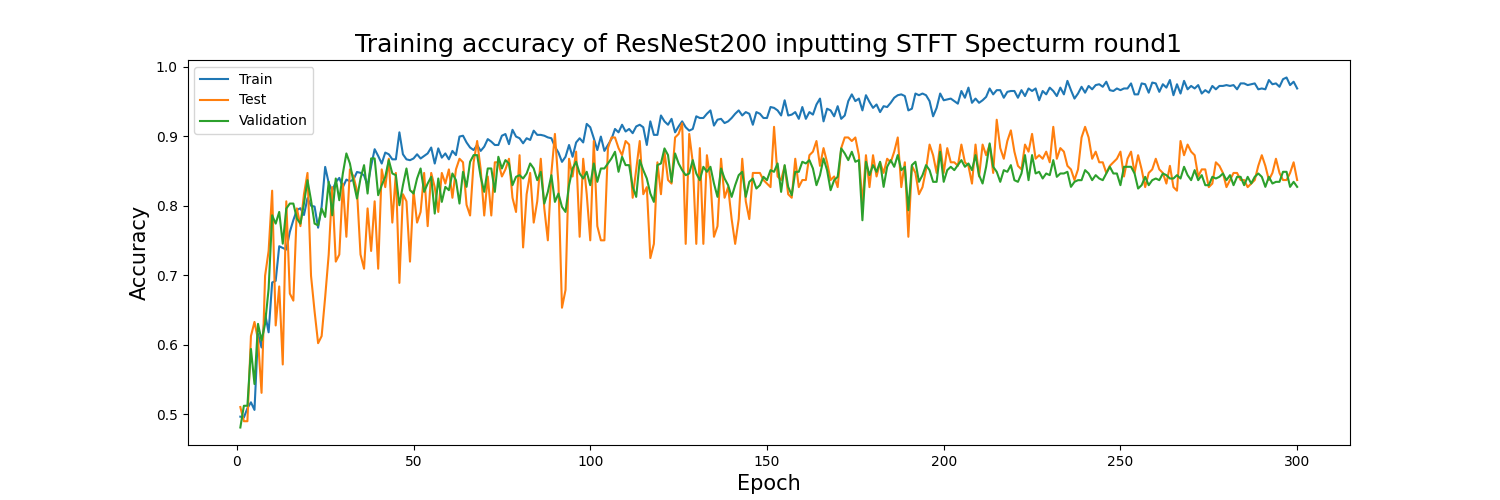 Training accuracy of ResNeSt200 inputting STFT Specturm round1
Train
Test
Validation
Accuracy
1.0
0.9
0.8
0.7
0.6
0.5
0
50
100
150
200
250
300
Epoch